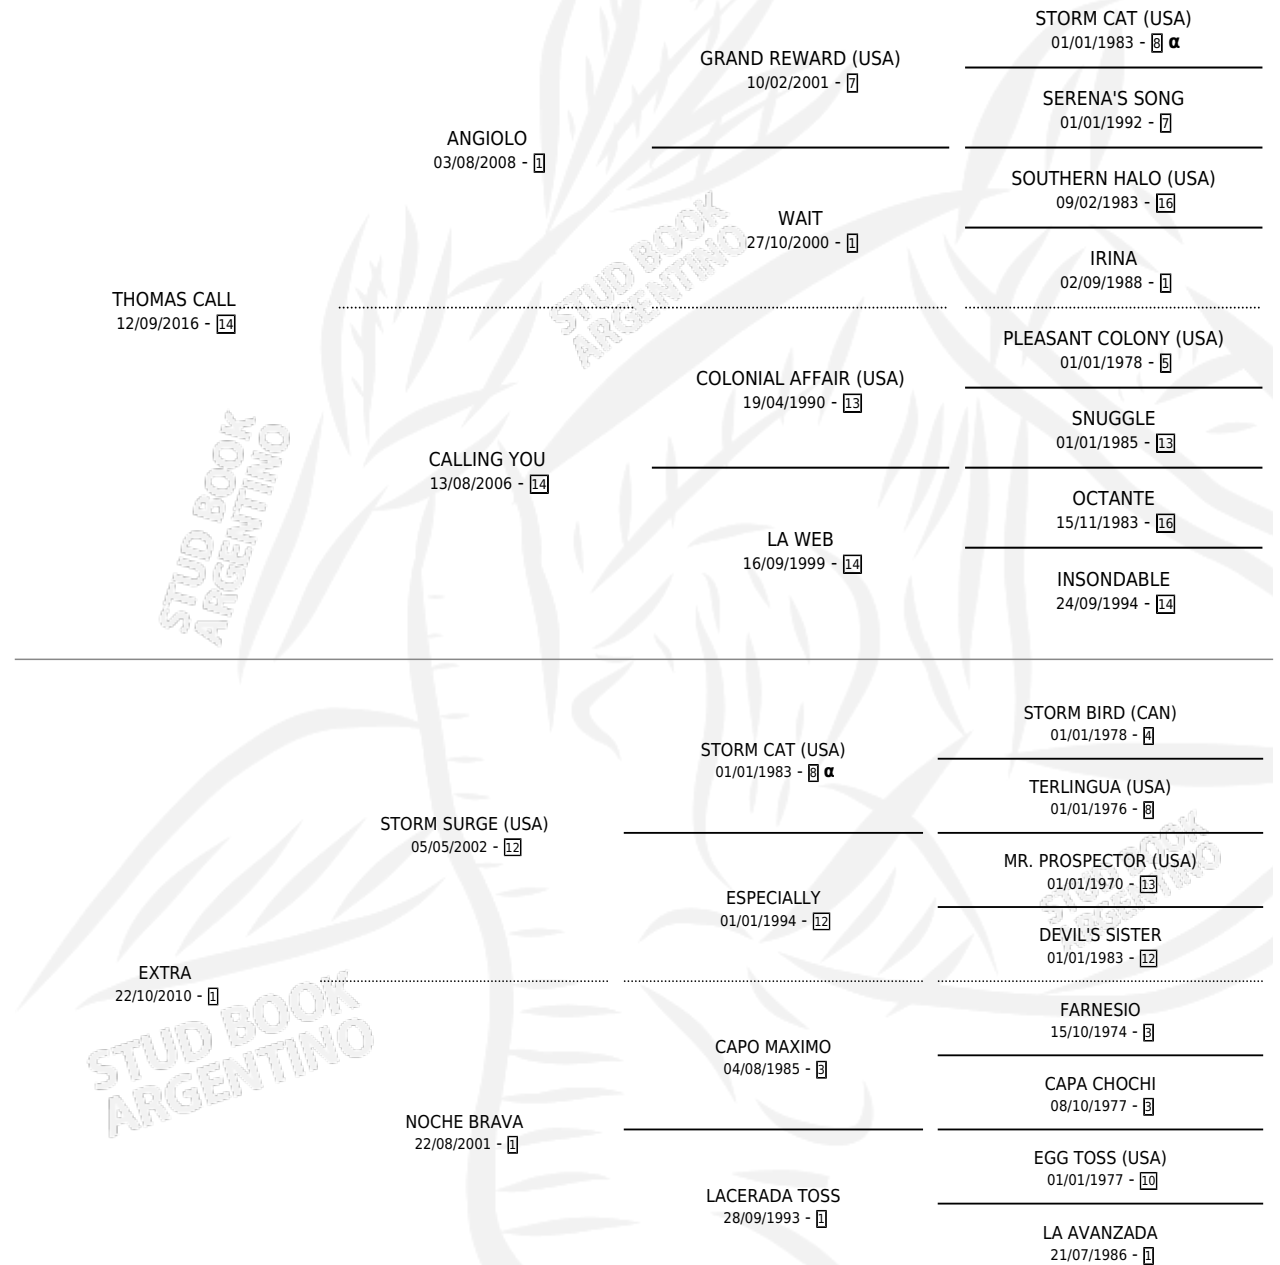 STORM CAT (USA)
01/01/1983 - 8 α
GRAND REWARD (USA)
10/02/2001 - 7
SERENA'S SONG
01/01/1992 - 7
ANGIOLO
03/08/2008 - 1
SOUTHERN HALO (USA)
09/02/1983 - 16
WAIT
27/10/2000 - 1
IRINA
02/09/1988 - 1
STUD BOOK
ARGENTINO
THOMAS CALL
12/09/2016 - 14
PLEASANT COLONY (USA)
01/01/1978 - 5
COLONIAL AFFAIR (USA)
19/04/1990 - 13
SNUGGLE
01/01/1985 - 13
CALLING YOU
13/08/2006 - 14
OCTANTE
15/11/1983 - 16
LA WEB
16/09/1999 - 14
INSONDABLE
24/09/1994 - 14
STUD BOOK
ARGENTINO
STORM BIRD (CAN)
01/01/1978 - 4
STORM CAT (USA)
01/01/1983 - 8 α
TERLINGUA (USA)
01/01/1976 - 8
STORM SURGE (USA)
05/05/2002 - 12
MR. PROSPECTOR (USA)
01/01/1970 - 13
STUD BOOK
ARGENTINO
ESPECIALLY
01/01/1994 - 12
DEVIL'S SISTER
01/01/1983 - 12
EXTRA
22/10/2010 - 1
STUD BOOK
ARGENTINO
FARNESIO
15/10/1974 - 3
CAPO MAXIMO
04/08/1985 - 3
CAPA CHOCHI
08/10/1977 - 3
NOCHE BRAVA
22/08/2001 - 1
EGG TOSS (USA)
01/01/1977 - 10
LACERADA TOSS
28/09/1993 - 1
LA AVANZADA
21/07/1986 - 1